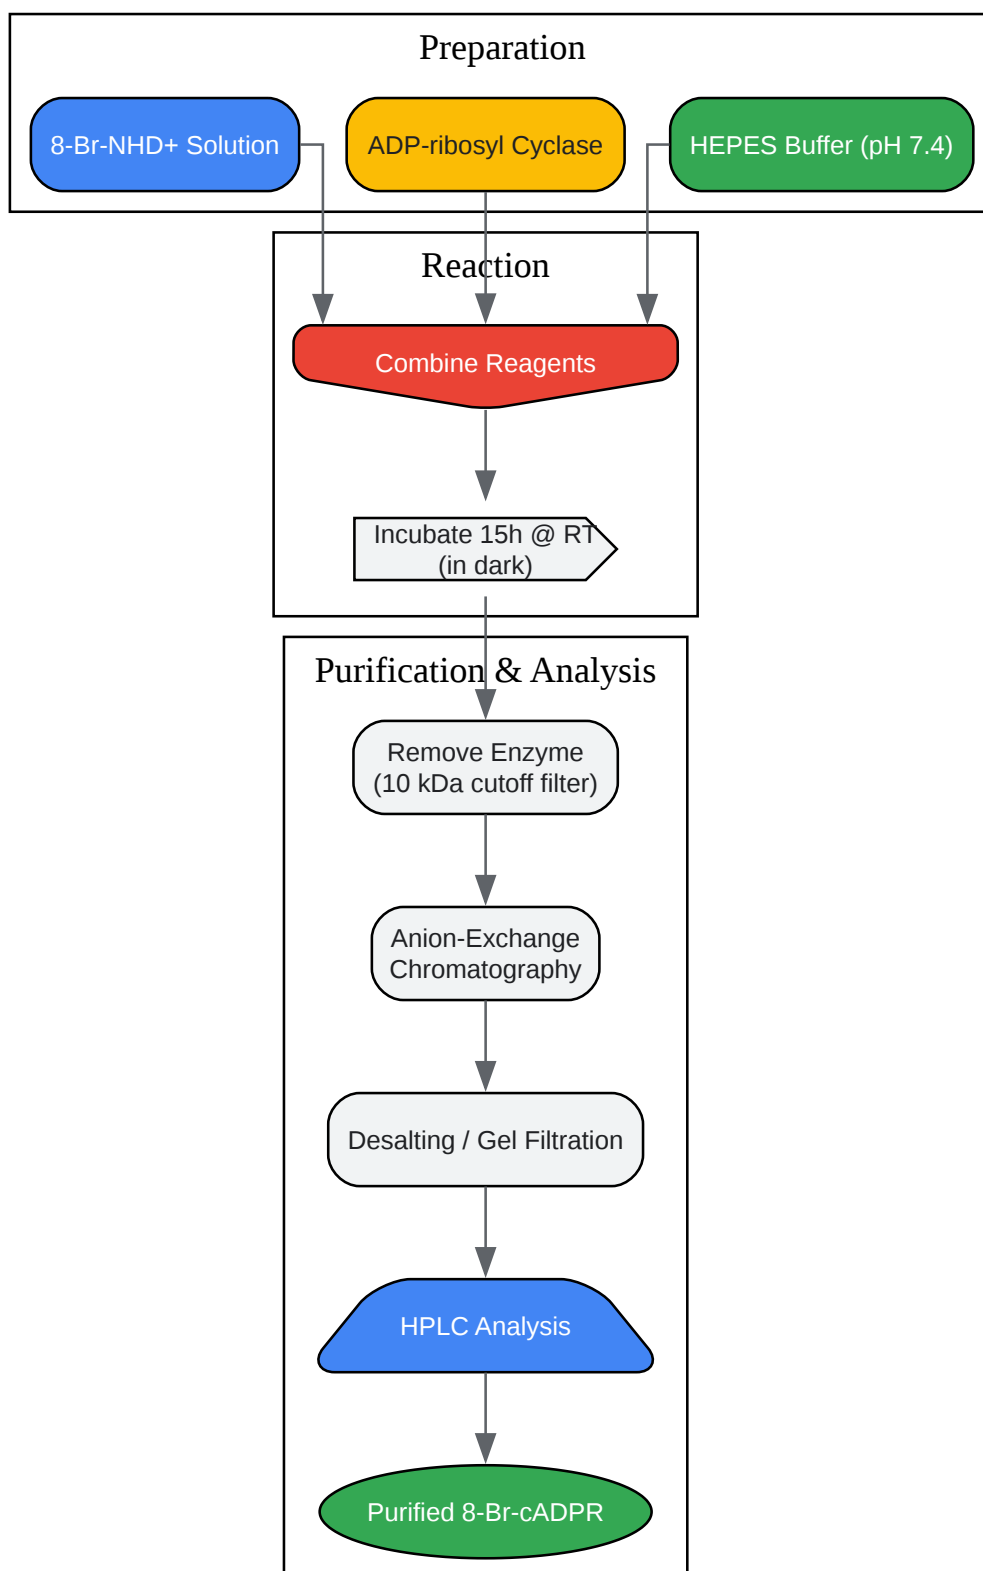 Preparation
8-Br-NHD+ Solution
ADP-ribosyl Cyclase
HEPES Buffer (pH 7.4)
Reaction
Combine Reagents
Incubate 15h @ RT
(in dark)
Purification & Analysis
Remove Enzyme
(10 kDa cutoff filter)
Anion-Exchange
Chromatography
Desalting / Gel Filtration
HPLC Analysis
Purified 8-Br-cADPR